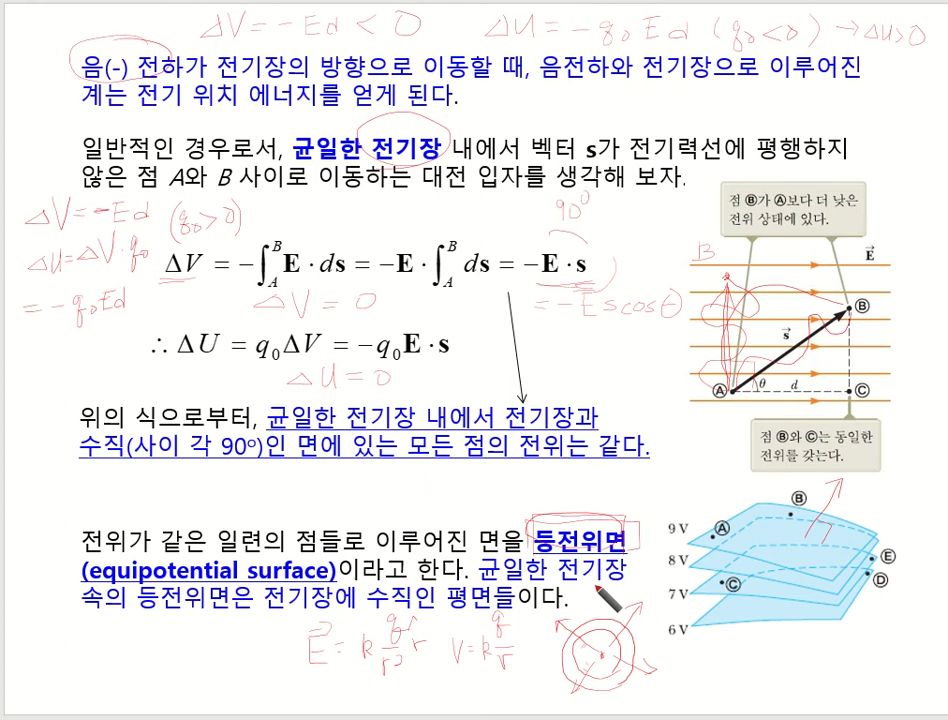 ΔV = -Ed < 0    ΔU = -q₀Ed (q₀<0) → ΔU>0
음(-) 전하가 전기장의 방향으로 이동할 때, 음전하와 전기장으로 이루어진
계는 전기 위치 에너지를 얻게 된다.
일반적인 경우로서, 균일한 전기장 내에서 벡터 s가 전기력선에 평행하지
않은 점 A와 B 사이로 이동하는 대전 입자를 생각해 보자.
ΔV = -Ed (q₀>0)
ΔU = ΔV·q₀
= -q₀Ed
90°
ΔV = -∫_A^B E · ds = -E · ∫_A^B ds = -E · s
ΔV = 0
= -Es cosθ
∴ ΔU = q₀ΔV = -q₀E · s
ΔU = 0
점 Ⓑ가 Ⓐ보다 더 낮은
전위 상태에 있다.
B
E
B
s
A θ d C
점 Ⓑ와 Ⓒ는 동일한
전위를 갖는다.
위의 식으로부터, 균일한 전기장 내에서 전기장과
수직(사이 각 90º)인 면에 있는 모든 점의 전위는 같다.
전위가 같은 일련의 점들로 이루어진 면을 등전위면
(equipotential surface)이라고 한다. 균일한 전기장
속의 등전위면은 전기장에 수직인 평면들이다.
E = k q/r² r̂    V = k q/r
B
9 V A
8 V E
D
7 V C
6 V